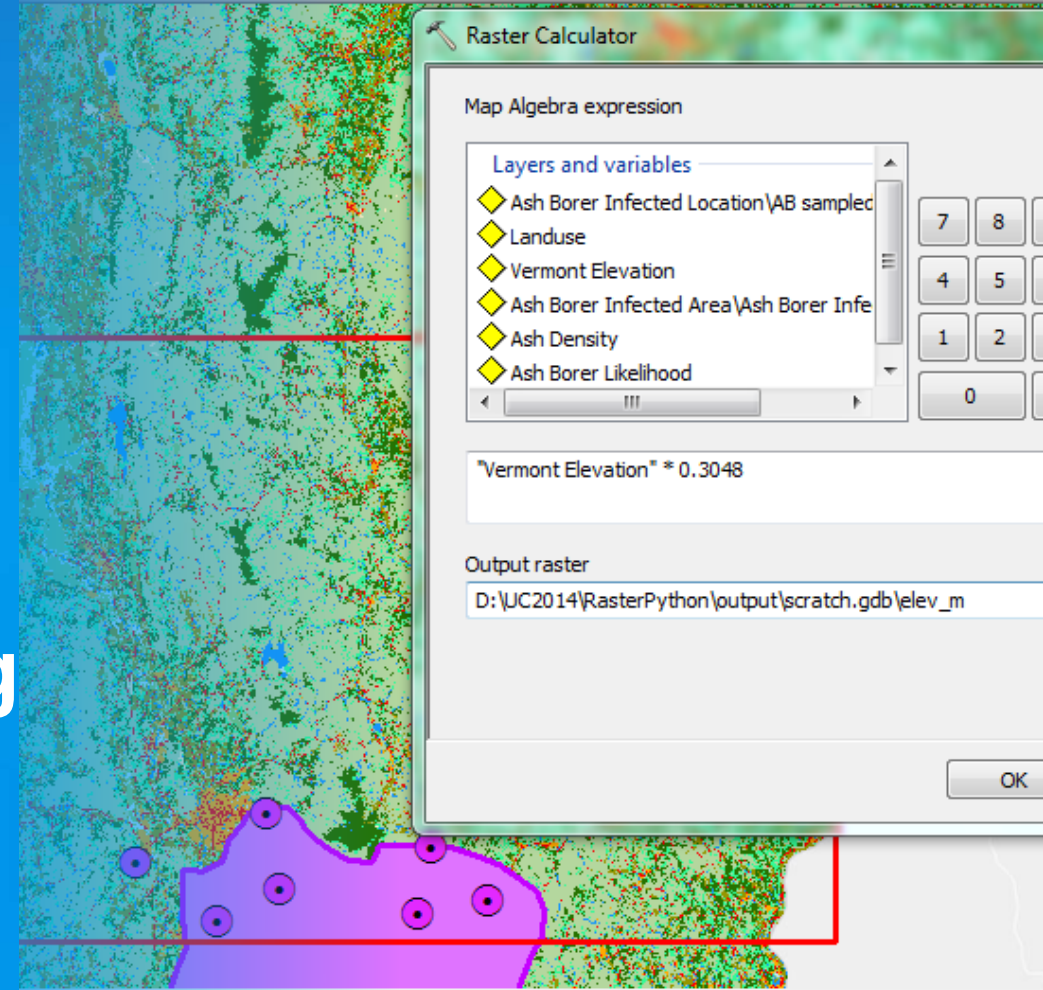 Raster Calculator
Map Algebra expression
Layers and variables
Ash Borer Infected Location\AB sampled
Landuse
Vermont Elevation
Ash Borer Infected Area\Ash Borer Infe
Ash Density
Ash Borer Likelihood
7 8
4 5
1 2
0
"Vermont Elevation" * 0.3048
Output raster
D:\UC2014\RasterPython\output\scratch.gdb\elev_m
g
OK